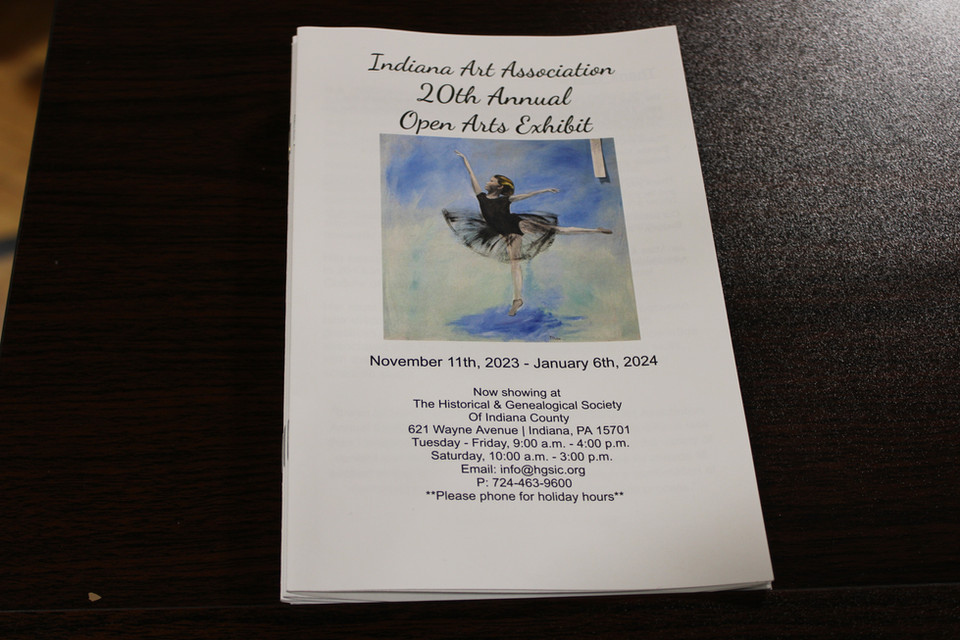 Indiana Art Association
20th Annual
Open Arts Exhibit
November 11th, 2023 - January 6th, 2024
Now showing at
The Historical & Genealogical Society
Of Indiana County
621 Wayne Avenue | Indiana, PA 15701
Tuesday - Friday, 9:00 a.m. - 4:00 p.m.
Saturday, 10:00 a.m. - 3:00 p.m.
Email: info@hgsic.org
P: 724-463-9600
**Please phone for holiday hours**